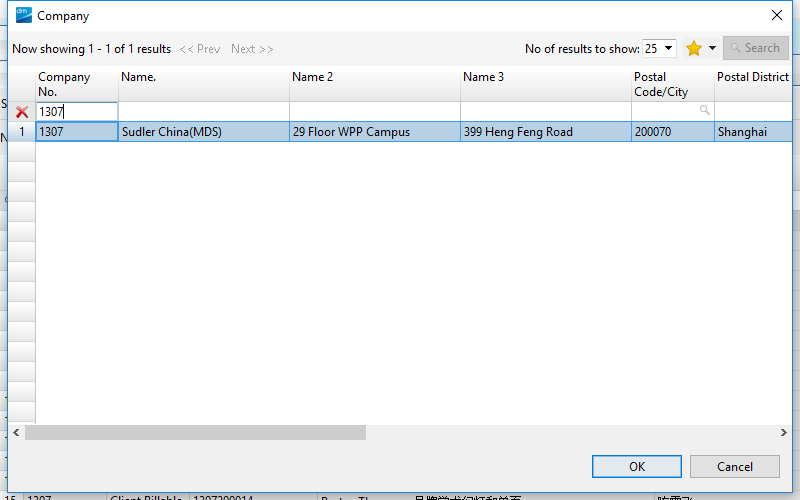 dm Company
Now showing 1 - 1 of 1 results << Prev Next >> No of results to show: 25 Search
Company No. Name. Name 2 Name 3 Postal Code/City Postal District
1307
1 1307 Sudler China(MDS) 29 Floor WPP Campus 399 Heng Feng Road 200070 Shanghai
OK Cancel